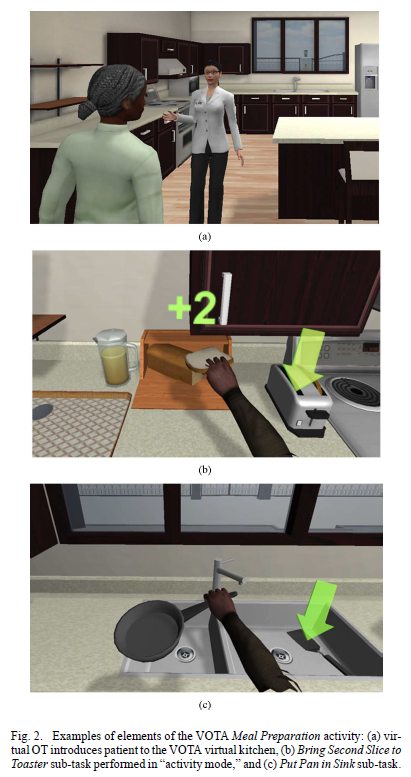 (a)
+2
(b)
(c)
Fig. 2. Examples of elements of the VOTA Meal Preparation activity: (a) vir-
tual OT introduces patient to the VOTA virtual kitchen, (b) Bring Second Slice to
Toaster sub-task performed in “activity mode,” and (c) Put Pan in Sink sub-task.